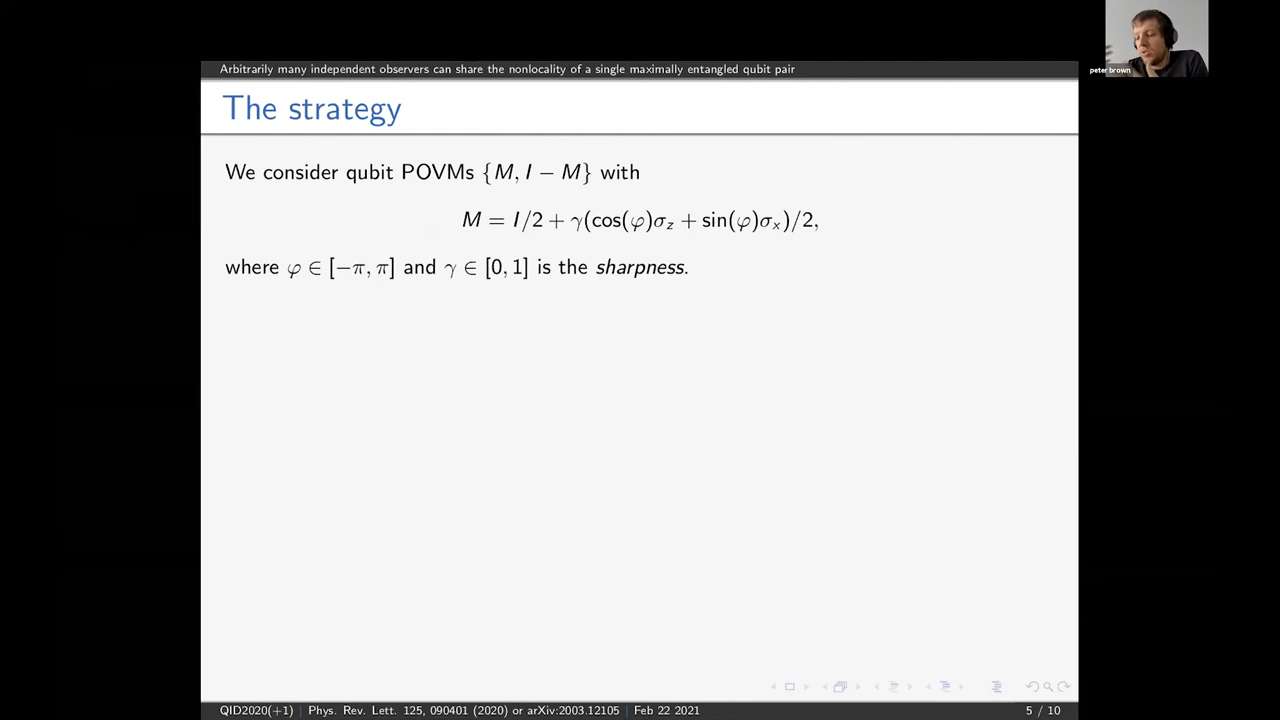 peter brown
Arbitrarily many independent observers can share the nonlocality of a single maximally entangled qubit pair
The strategy
We consider qubit POVMs {M, I − M} with
M = I/2 + γ(cos(φ)σ_z + sin(φ)σ_x)/2,
where φ ∈ [−π, π] and γ ∈ [0, 1] is the sharpness.
QID2020(+1) | Phys. Rev. Lett. 125, 090401 (2020) or arXiv:2003.12105 | Feb 22 2021
5 / 10